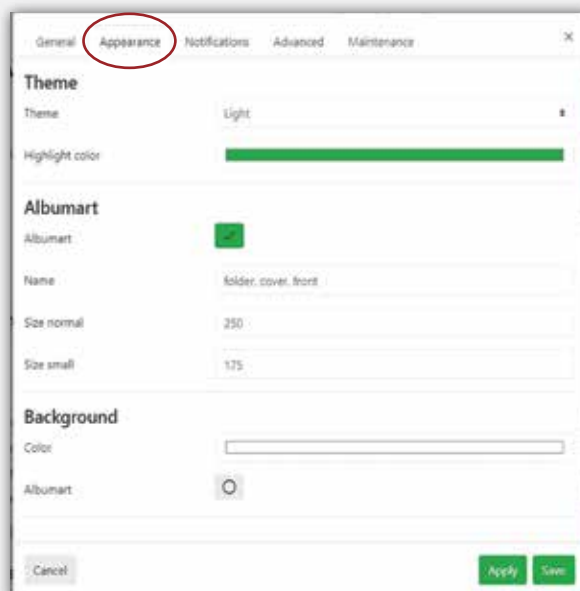 General Appearance Notifications Advanced Maintenance ×
Theme
Theme Light
Highlight color
Albumart
Albumart
Name folder, cover, front
Size normal 250
Size small 175
Background
Color
Albumart
Cancel Apply Save